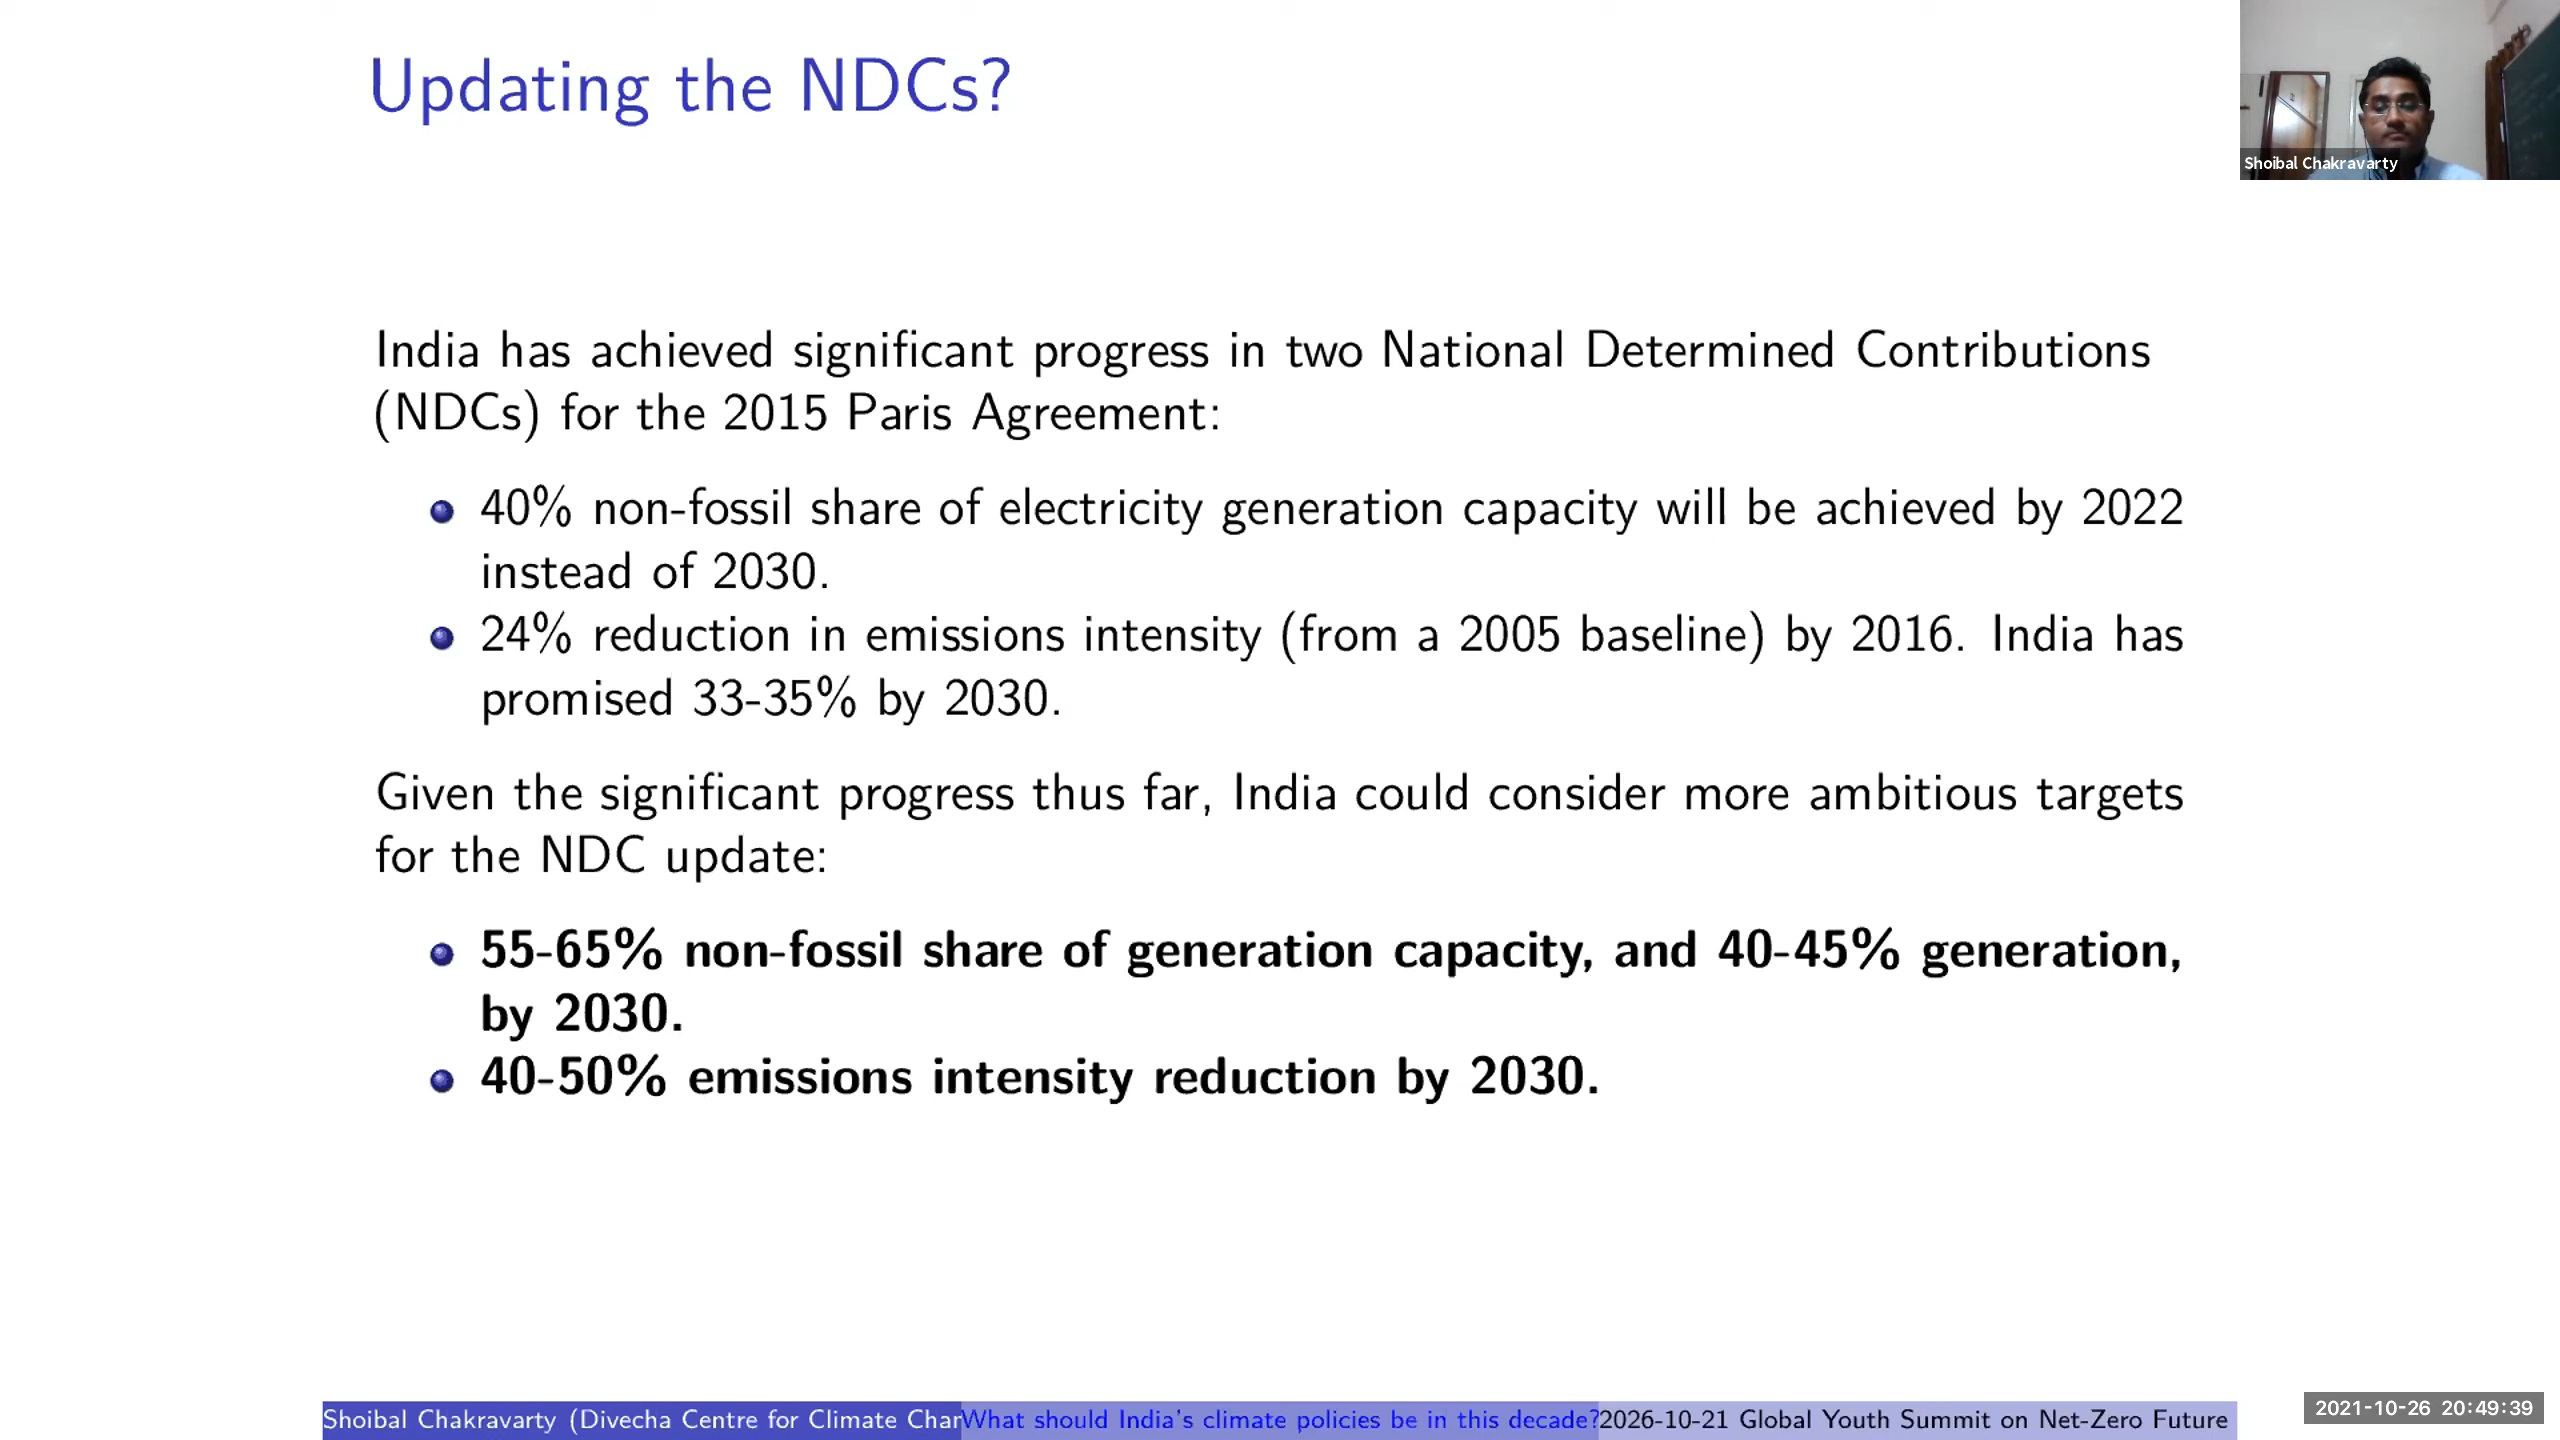 Updating the NDCs?
Shoibal Chakravarty
India has achieved significant progress in two National Determined Contributions
(NDCs) for the 2015 Paris Agreement:
40% non-fossil share of electricity generation capacity will be achieved by 2022
instead of 2030.
24% reduction in emissions intensity (from a 2005 baseline) by 2016. India has
promised 33-35% by 2030.
Given the significant progress thus far, India could consider more ambitious targets
for the NDC update:
55-65% non-fossil share of generation capacity, and 40-45% generation,
by 2030.
40-50% emissions intensity reduction by 2030.
Shoibal Chakravarty (Divecha Centre for Climate Char What should India's climate policies be in this decade? 2026-10-21 Global Youth Summit on Net-Zero Future
2021-10-26 20:49:39